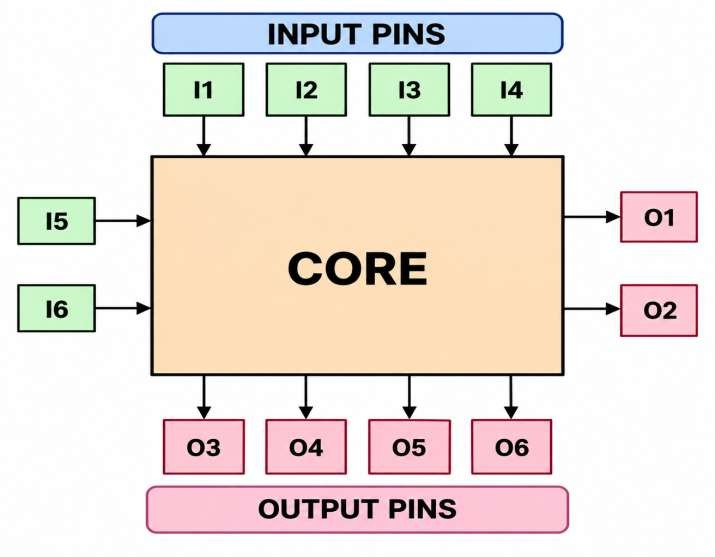 INPUT PINS
I1 I2 I3 I4
I5
O1
CORE
I6
O2
O3 O4 O5 O6
OUTPUT PINS